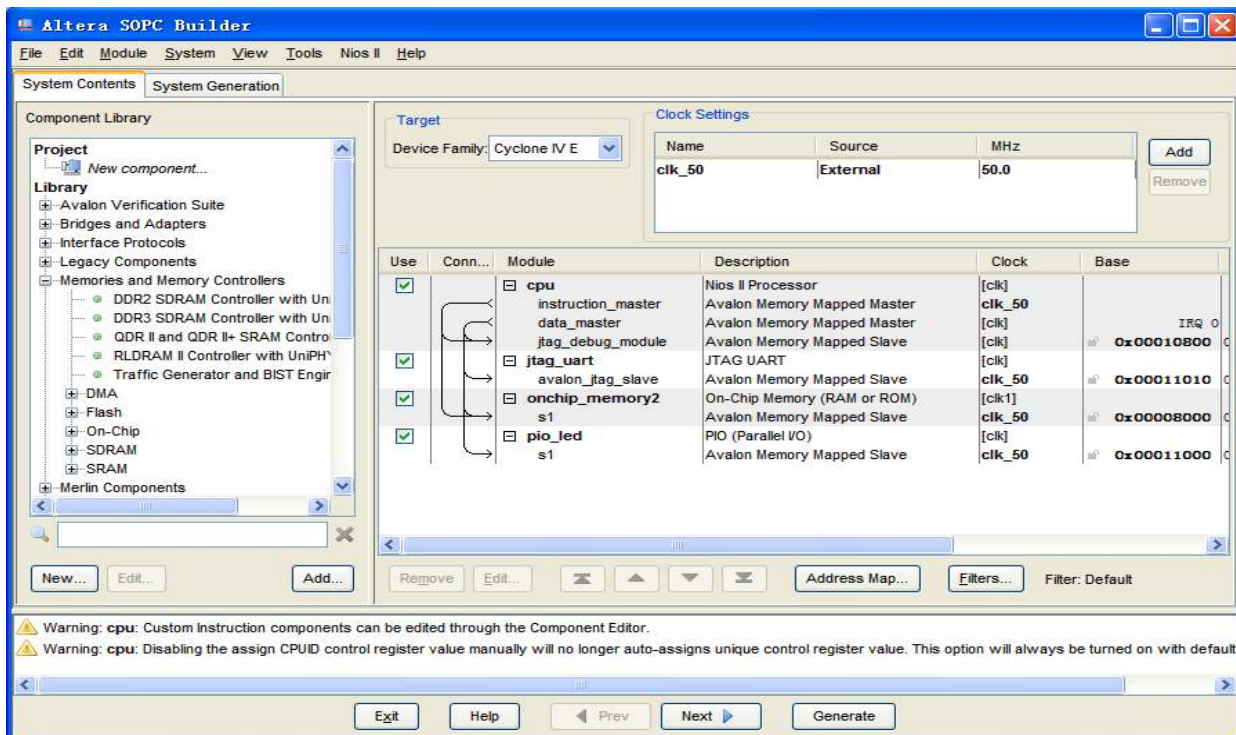 Altera SOPC Builder
File Edit Module System View Tools Nios II Help
System Contents System Generation
Component Library
Project
New component...
Library
Avalon Verification Suite
Bridges and Adapters
Interface Protocols
Legacy Components
Memories and Memory Controllers
DDR2 SDRAM Controller with Uni
DDR3 SDRAM Controller with Uni
QDR II and QDR II+ SRAM Contro
RLDRAM II Controller with UniPHY
Traffic Generator and BIST Engin
DMA
Flash
On-Chip
SDRAM
SRAM
Merlin Components
New... Edit... Add...
Target
Device Family: Cyclone IV E
Clock Settings
Name Source MHz
clk_50 External 50.0
Add
Remove
Use Conn... Module Description Clock Base
cpu Nios II Processor [clk]
instruction_master Avalon Memory Mapped Master clk_50
data_master Avalon Memory Mapped Master [clk] IRQ 0
jtag_debug_module Avalon Memory Mapped Slave [clk] 0x00010800
jtag_uart JTAG UART [clk]
avalon_jtag_slave Avalon Memory Mapped Slave clk_50 0x00011010
onchip_memory2 On-Chip Memory (RAM or ROM) [clk1]
s1 Avalon Memory Mapped Slave clk_50 0x00008000
pio_led PIO (Parallel I/O) [clk]
s1 Avalon Memory Mapped Slave clk_50 0x00011000
Remove Edit... Address Map... Filters... Filter: Default
Warning: cpu: Custom Instruction components can be edited through the Component Editor.
Warning: cpu: Disabling the assign CPUID control register value manually will no longer auto-assigns unique control register value. This option will always be turned on with default
Exit Help Prev Next Generate